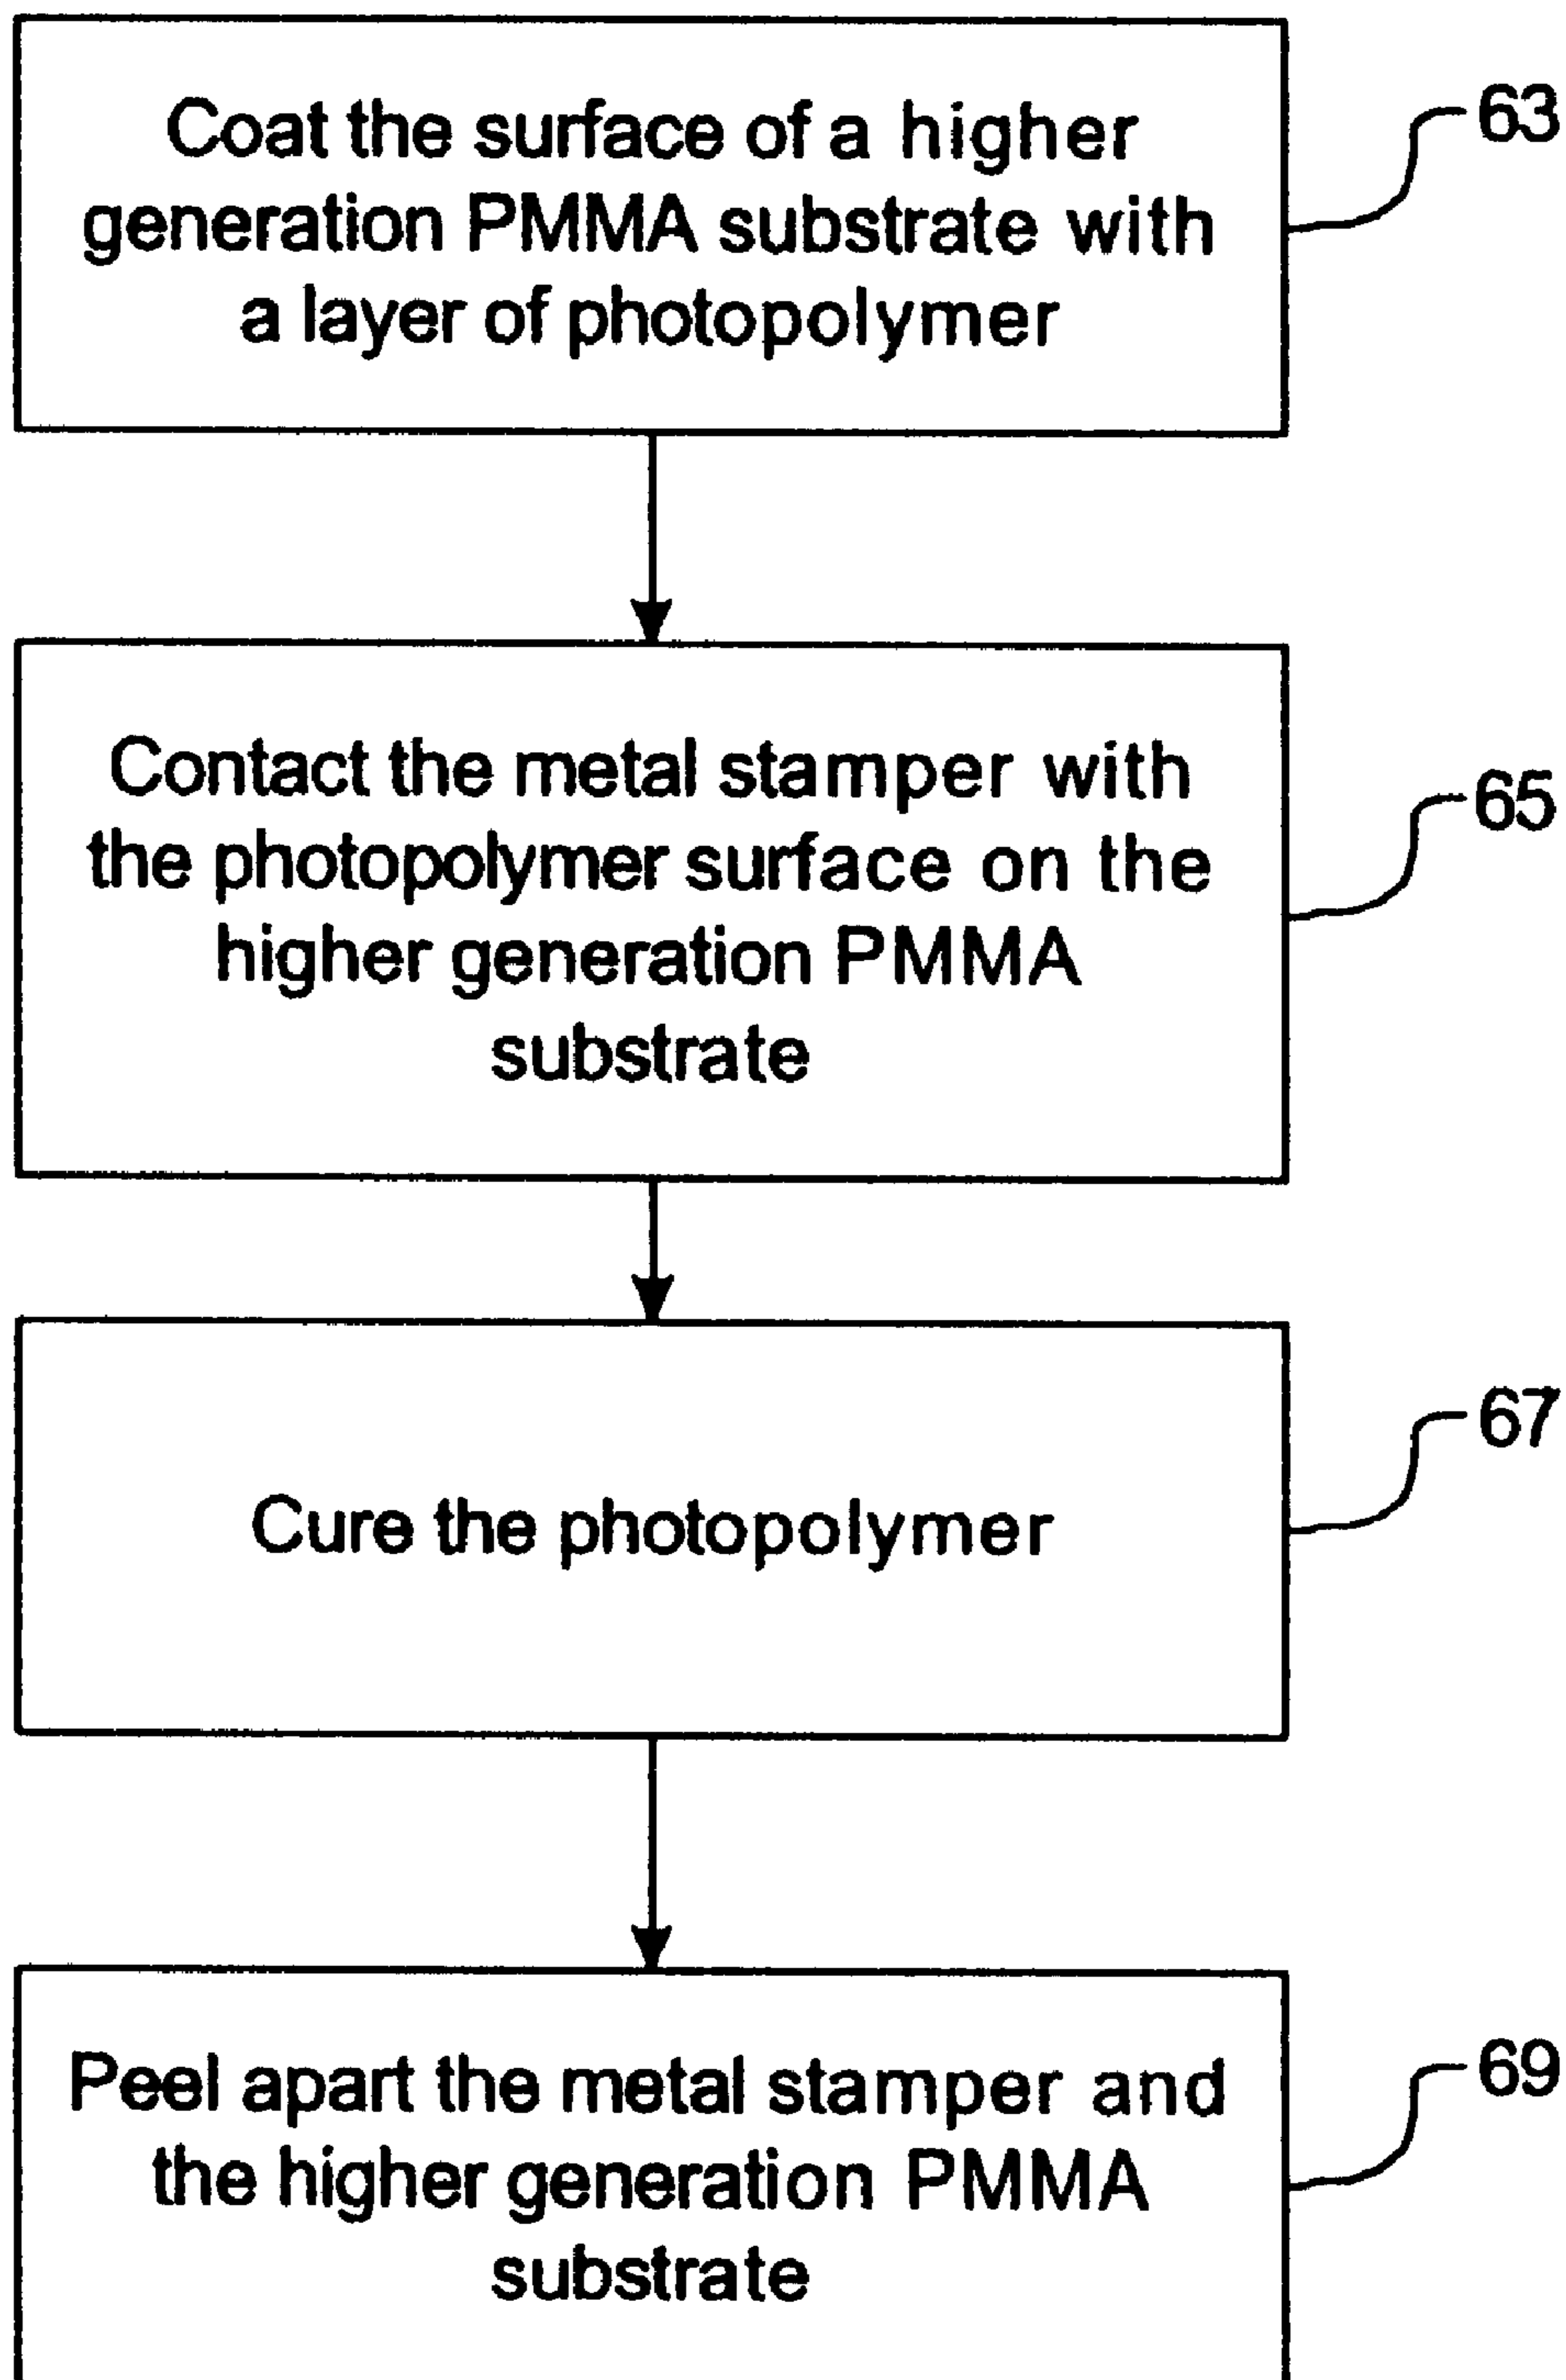 Coat the surface of a higher
generation PMMA substrate with
a layer of photopolymer
63
Contact the metal stamper with
the photopolymer surface on the
higher generation PMMA
substrate
65
Cure the photopolymer
67
Peel apart the metal stamper and
the higher generation PMMA
substrate
69